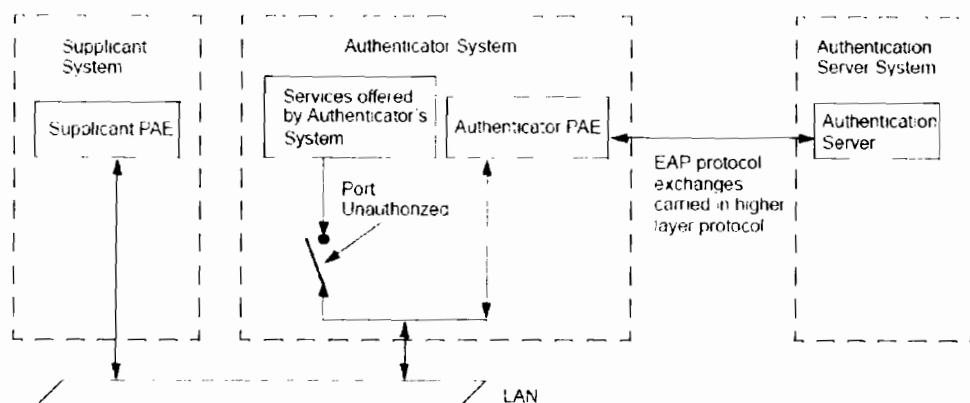 Supplicant
System
Supplicant PAE
Authenticator System
Services offered
by Authenticator's
System
Authenticator PAE
Port
Unauthorized
EAP protocol
exchanges
carried in higher
layer protocol
Authentication
Server System
Authentication
Server
LAN